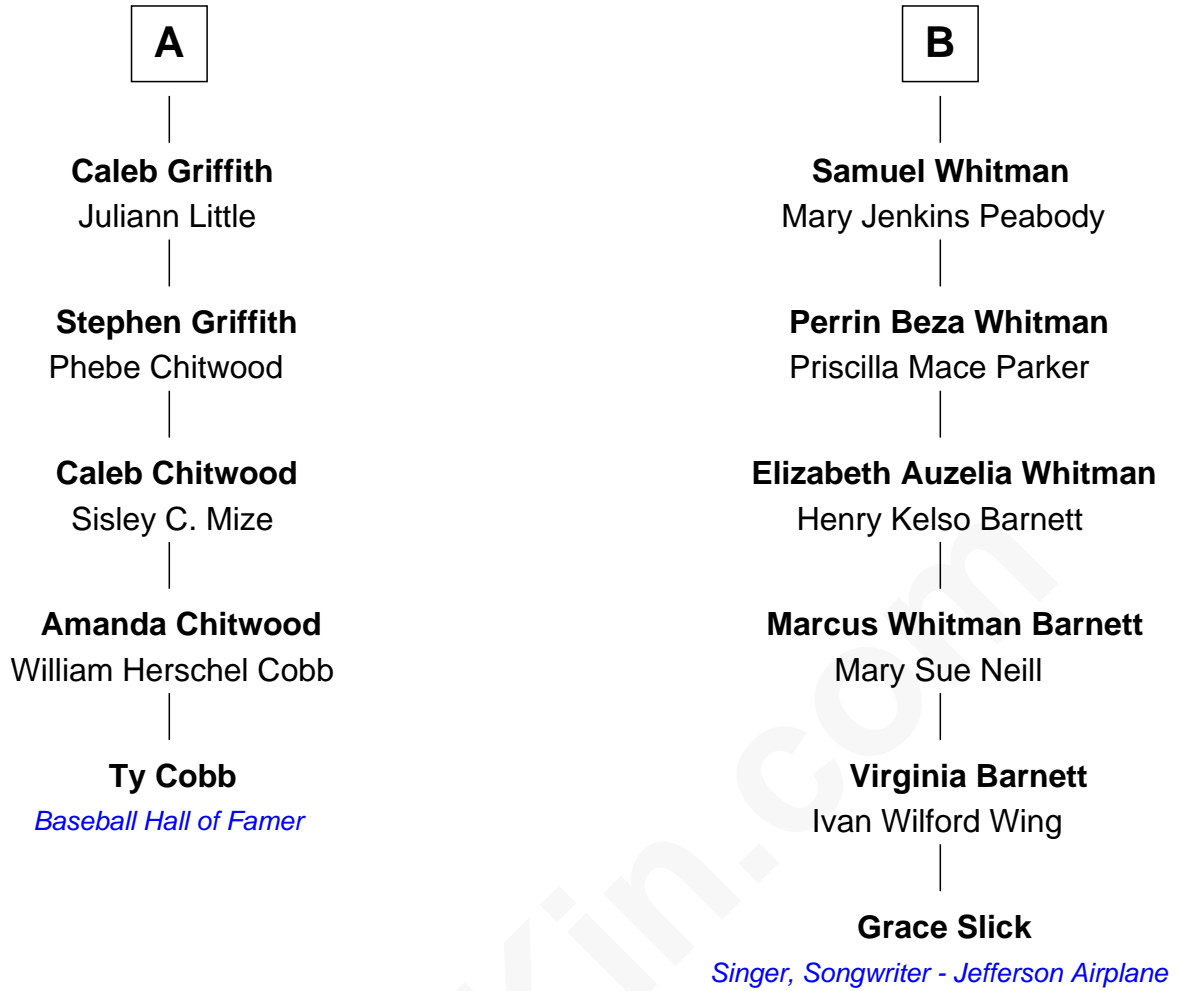 A
Caleb Griffith
Juliann Little
Stephen Griffith
Phebe Chitwood
Caleb Chitwood
Sisley C. Mize
Amanda Chitwood
William Herschel Cobb
Ty Cobb
Baseball Hall of Famer
B
Samuel Whitman
Mary Jenkins Peabody
Perrin Beza Whitman
Priscilla Mace Parker
Elizabeth Auzelia Whitman
Henry Kelso Barnett
Marcus Whitman Barnett
Mary Sue Neill
Virginia Barnett
Ivan Wilford Wing
Grace Slick
Singer, Songwriter - Jefferson Airplane
Kin.com